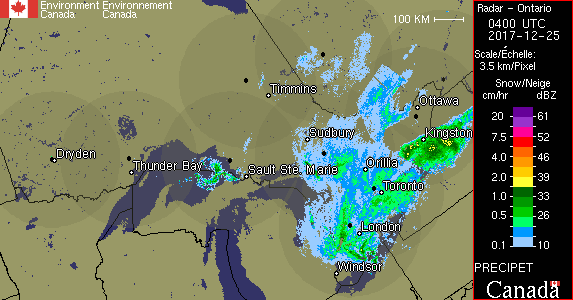 Environment Environnement
Canada Canada
Radar - Ontario
0400 UTC
2017-12-25
100 KM
Scale/Échelle:
3.5 km/Pixel
Snow/Neige
cm/hr dBZ
20 61
7.5 52
4.0 46
2.0 39
1.0 33
0.5 26
0.1 10
PRECIPET
Canada
Timmins
Ottawa
Sudbury
Kingston
Dryden
Thunder Bay
Sault Ste. Marie
Orillia
Toronto
London
Windsor